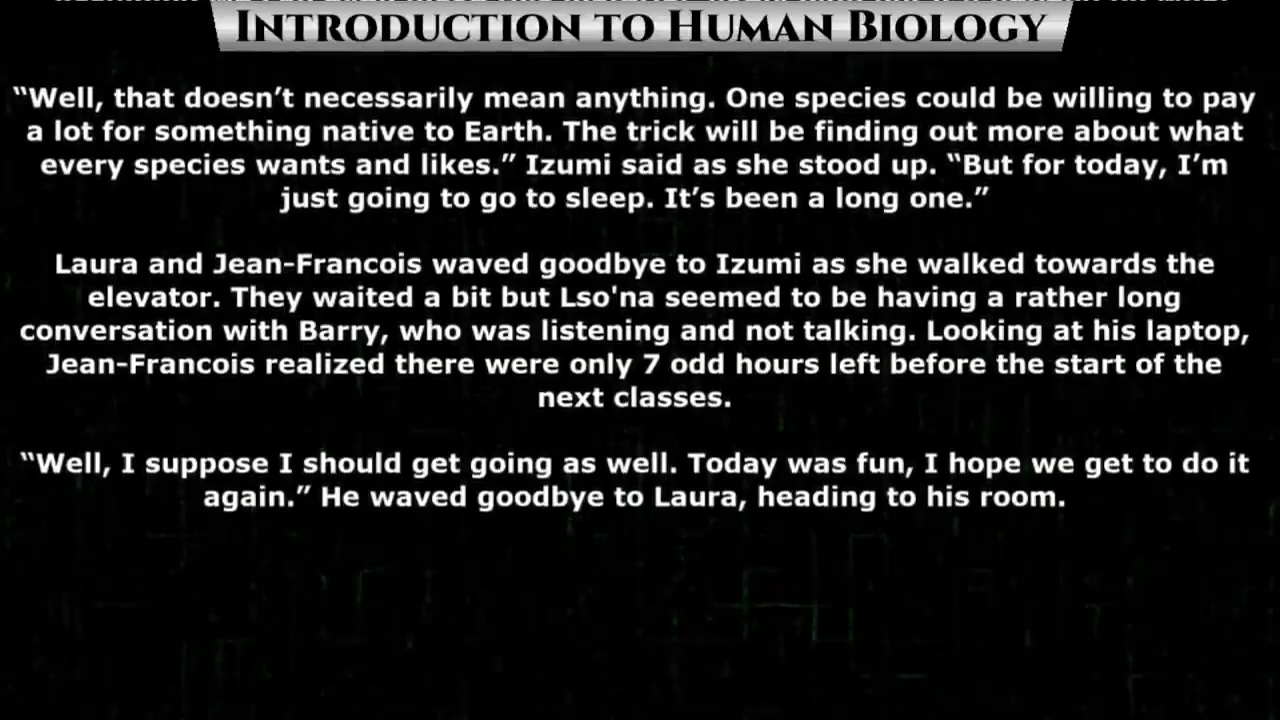 INTRODUCTION TO HUMAN BIOLOGY
“Well, that doesn’t necessarily mean anything. One species could be willing to pay
a lot for something native to Earth. The trick will be finding out more about what
every species wants and likes.” Izumi said as she stood up. “But for today, I’m
just going to go to sleep. It’s been a long one.”
Laura and Jean-Francois waved goodbye to Izumi as she walked towards the
elevator. They waited a bit but Lso'na seemed to be having a rather long
conversation with Barry, who was listening and not talking. Looking at his laptop,
Jean-Francois realized there were only 7 odd hours left before the start of the
next classes.
“Well, I suppose I should get going as well. Today was fun, I hope we get to do it
again.” He waved goodbye to Laura, heading to his room.